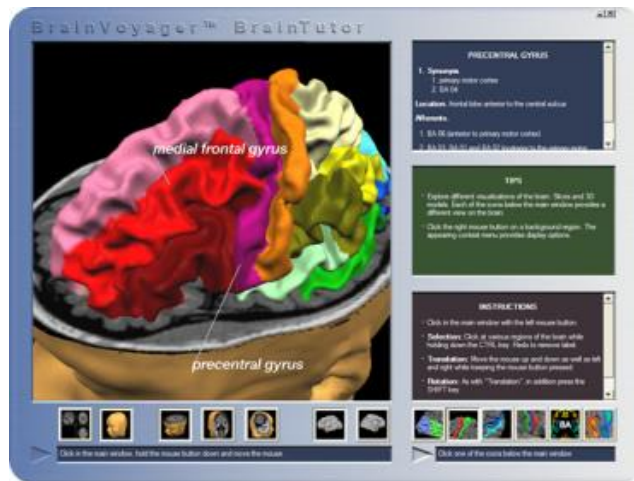 BrainVoyager™ BrainTutor
medial frontal gyrus
precentral gyrus
PRECENTRAL GYRUS
1. Synonym
1. primary motor cortex
2. BA 04
Location: frontal lobe anterior to the central sulcus
Afferents:
1. BA 06 (anterior to primary motor cortex)
TIPS
Explore different visualisations of the brain. Slices and 3D
models. Each of the icons below the main window provides a
different view on the brain.
Click the right mouse button on a background region. The
appearing context menu provides display options.
INSTRUCTIONS
Click in the main window with the left mouse button.
Selection: Click at various regions of the brain while
holding down the CTRL key. Redo to remove label.
Translation: Move the mouse up and down as well as left
and right while keeping the mouse button pressed.
Rotation: As with "Translation", in addition press the
SHIFT key.
BA
Click in the main window, hold the mouse button down and move the mouse
Click one of the icons below the main window